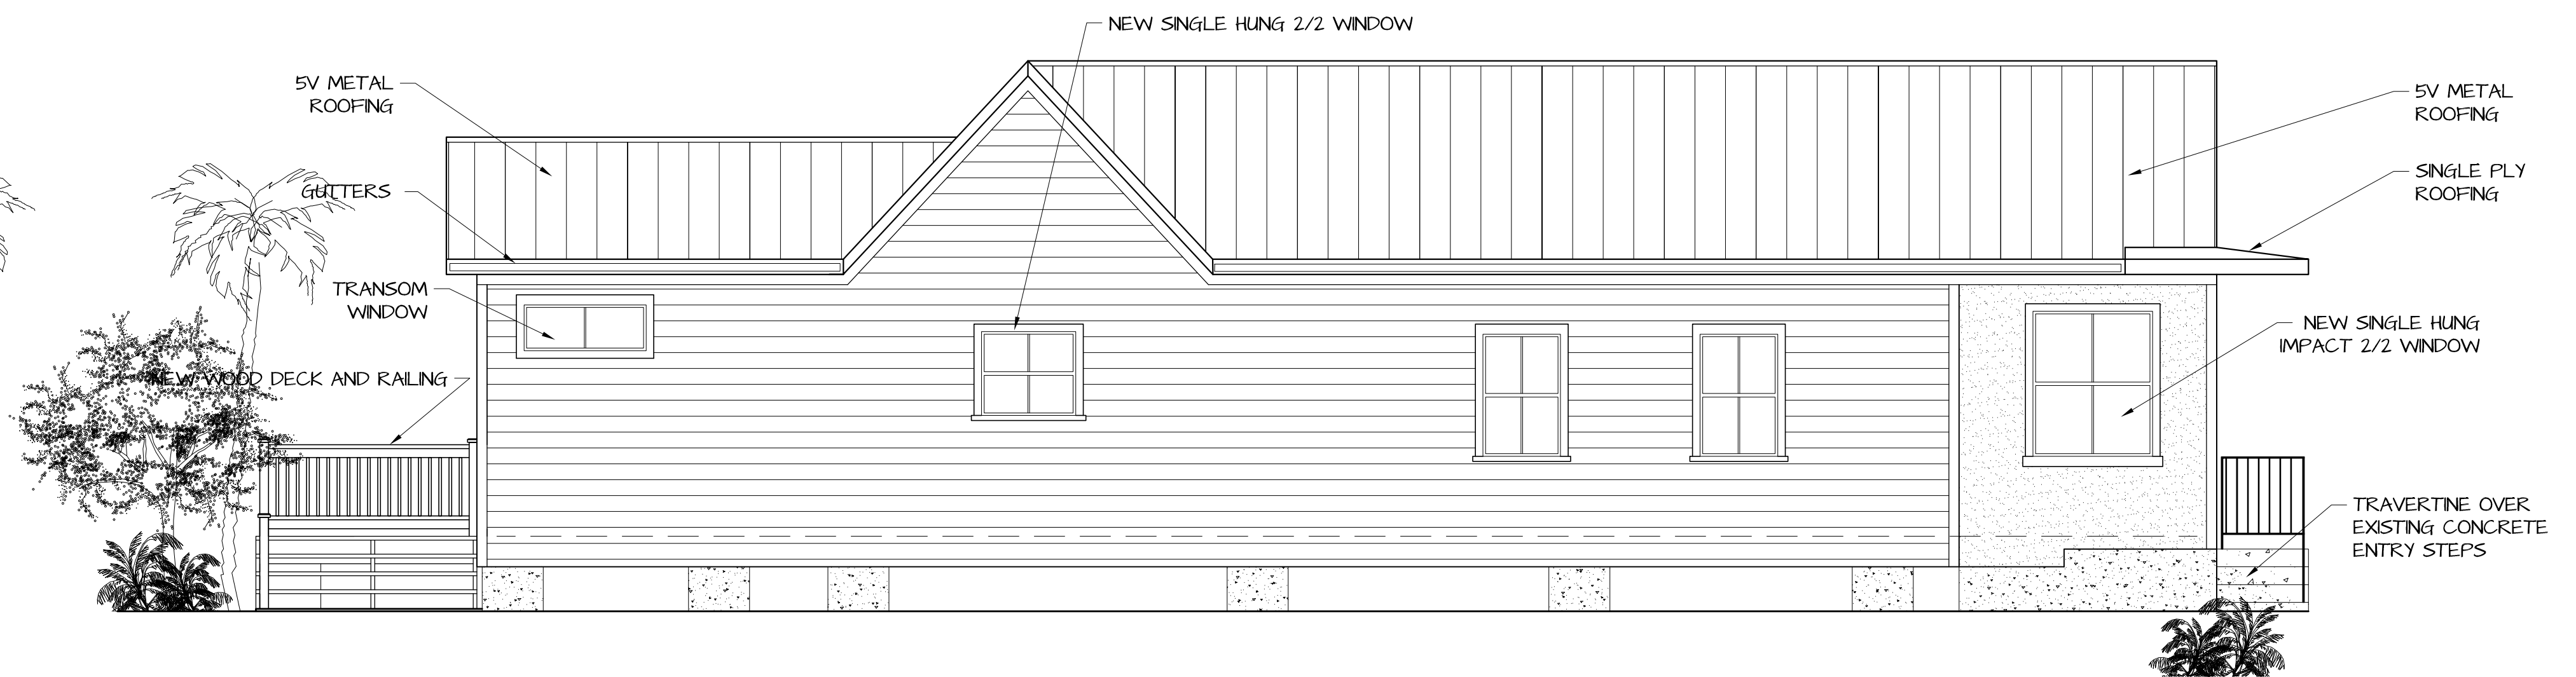 NEW SINGLE HUNG 2/2 WINDOW
5V METAL
ROOFING
GUTTERS
TRANSOM
WINDOW
NEW WOOD DECK AND RAILING
5V METAL
ROOFING
SINGLE PLY
ROOFING
NEW SINGLE HUNG
IMPACT 2/2 WINDOW
TRAVERTINE OVER
EXISTING CONCRETE
ENTRY STEPS